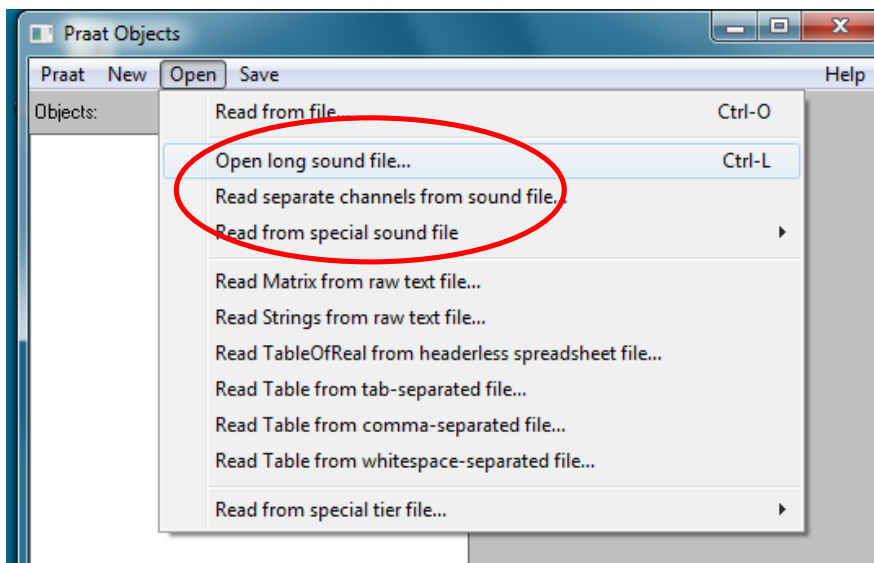 Praat Objects
Praat New Open Save Help
Objects:
Read from file... Ctrl-O
Open long sound file... Ctrl-L
Read separate channels from sound file...
Read from special sound file
Read Matrix from raw text file...
Read Strings from raw text file...
Read TableOfReal from headerless spreadsheet file...
Read Table from tab-separated file...
Read Table from comma-separated file...
Read Table from whitespace-separated file...
Read from special tier file...